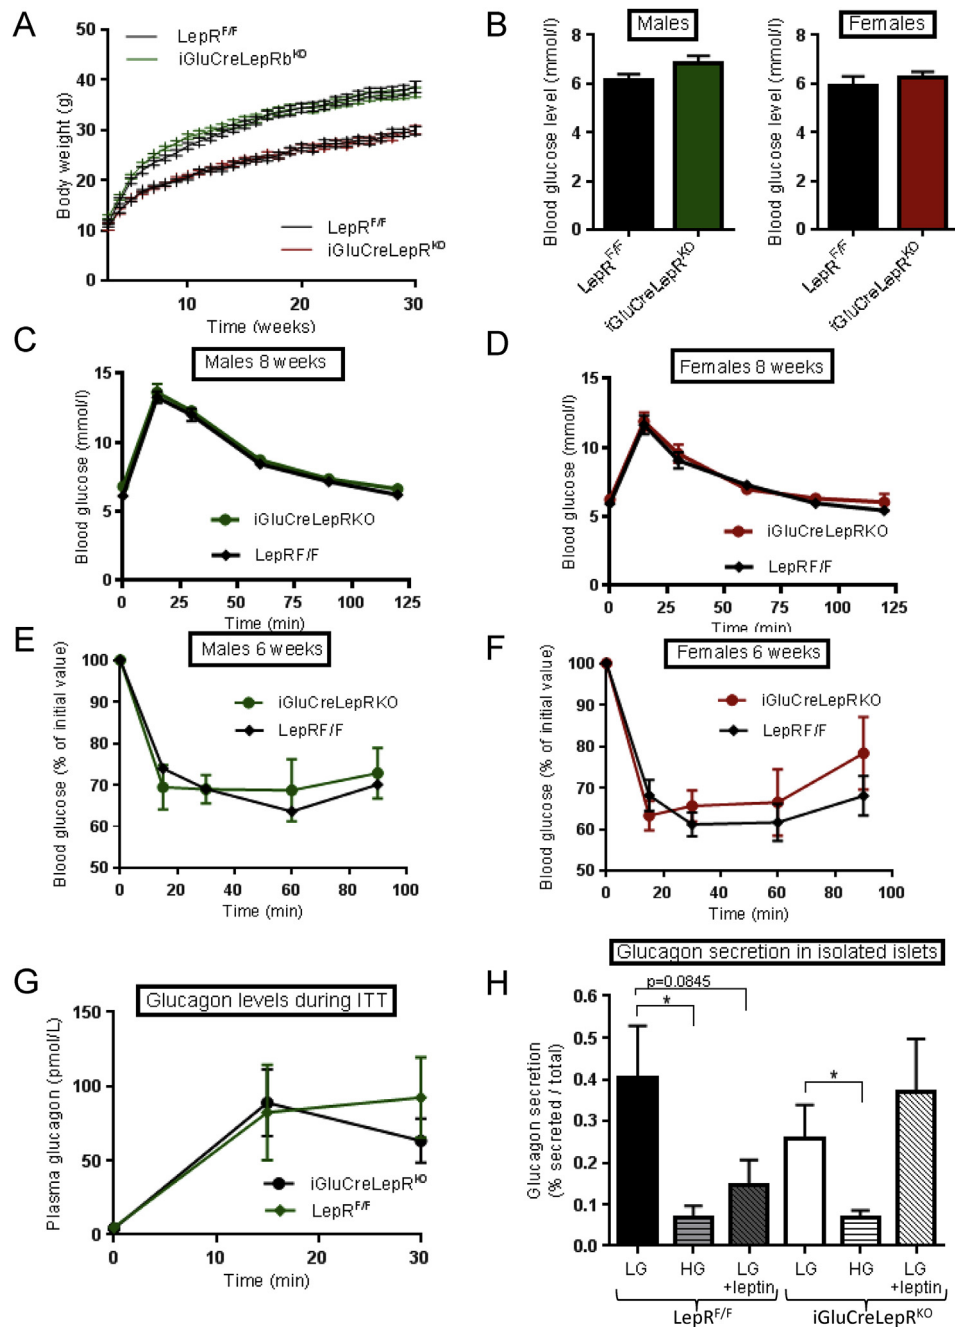 A
LepR^F/F
iGluCreLepRb^KO
Body weight (g)
50
40
30
20
10
0
LepR^F/F
iGluCreLepR^KO
10
20
30
Time (weeks)
B
Males
Blood glucose level (mmol/l)
8
6
4
2
0
LepR^F/F
iGluCreLepR^KO
Females
Blood glucose level (mmol/l)
8
6
4
2
0
LepR^F/F
iGluCreLepR^KO
C
Males 8 weeks
Blood glucose (mmol/l)
15
10
5
0
iGluCreLepRKO
LepRF/F
0
25
50
75
100
125
Time (min)
D
Females 8 weeks
Blood glucose (mmol/l)
15
10
5
0
iGluCreLepRKO
LepRF/F
0
25
50
75
100
125
Time (min)
E
Males 6 weeks
Blood glucose (% of initial value)
100
90
80
70
60
50
iGluCreLepRKO
LepRF/F
0
20
40
60
80
100
Time (min)
F
Females 6 weeks
Blood glucose (% of initial value)
100
90
80
70
60
50
iGluCreLepRKO
LepRF/F
0
20
40
60
80
100
Time (min)
G
Glucagon levels during ITT
Plasma glucagon (pmol/L)
150
100
50
0
iGluCreLepR^KO
LepR^F/F
0
10
20
30
Time (min)
H
Glucagon secretion in isolated islets
p=0.0845
*
*
Glucagon secretion
(% secreted / total)
0.6
0.5
0.4
0.3
0.2
0.1
0.0
LG
HG
LG
+leptin
LG
HG
LG
+leptin
LepR^F/F
iGluCreLepR^KO